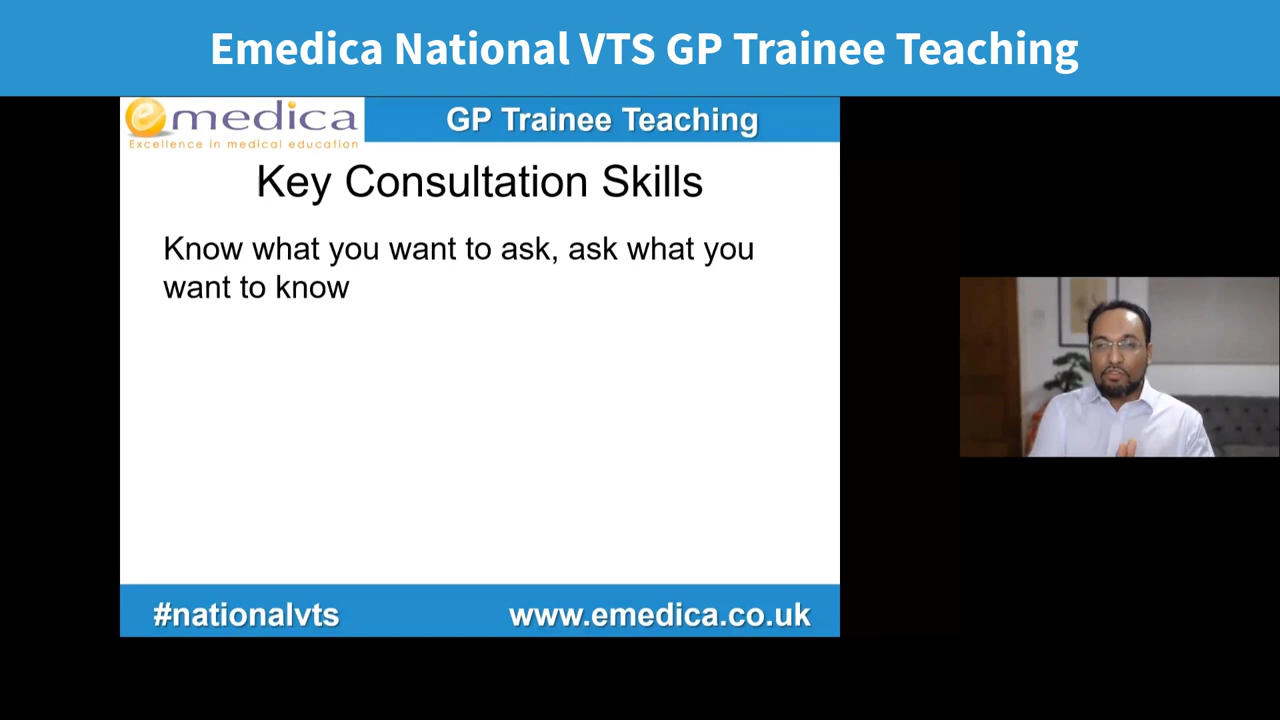 Emedica National VTS GP Trainee Teaching
emedica
Excellence in medical education
GP Trainee Teaching
Key Consultation Skills
Know what you want to ask, ask what you
want to know
#nationalvts
www.emedica.co.uk